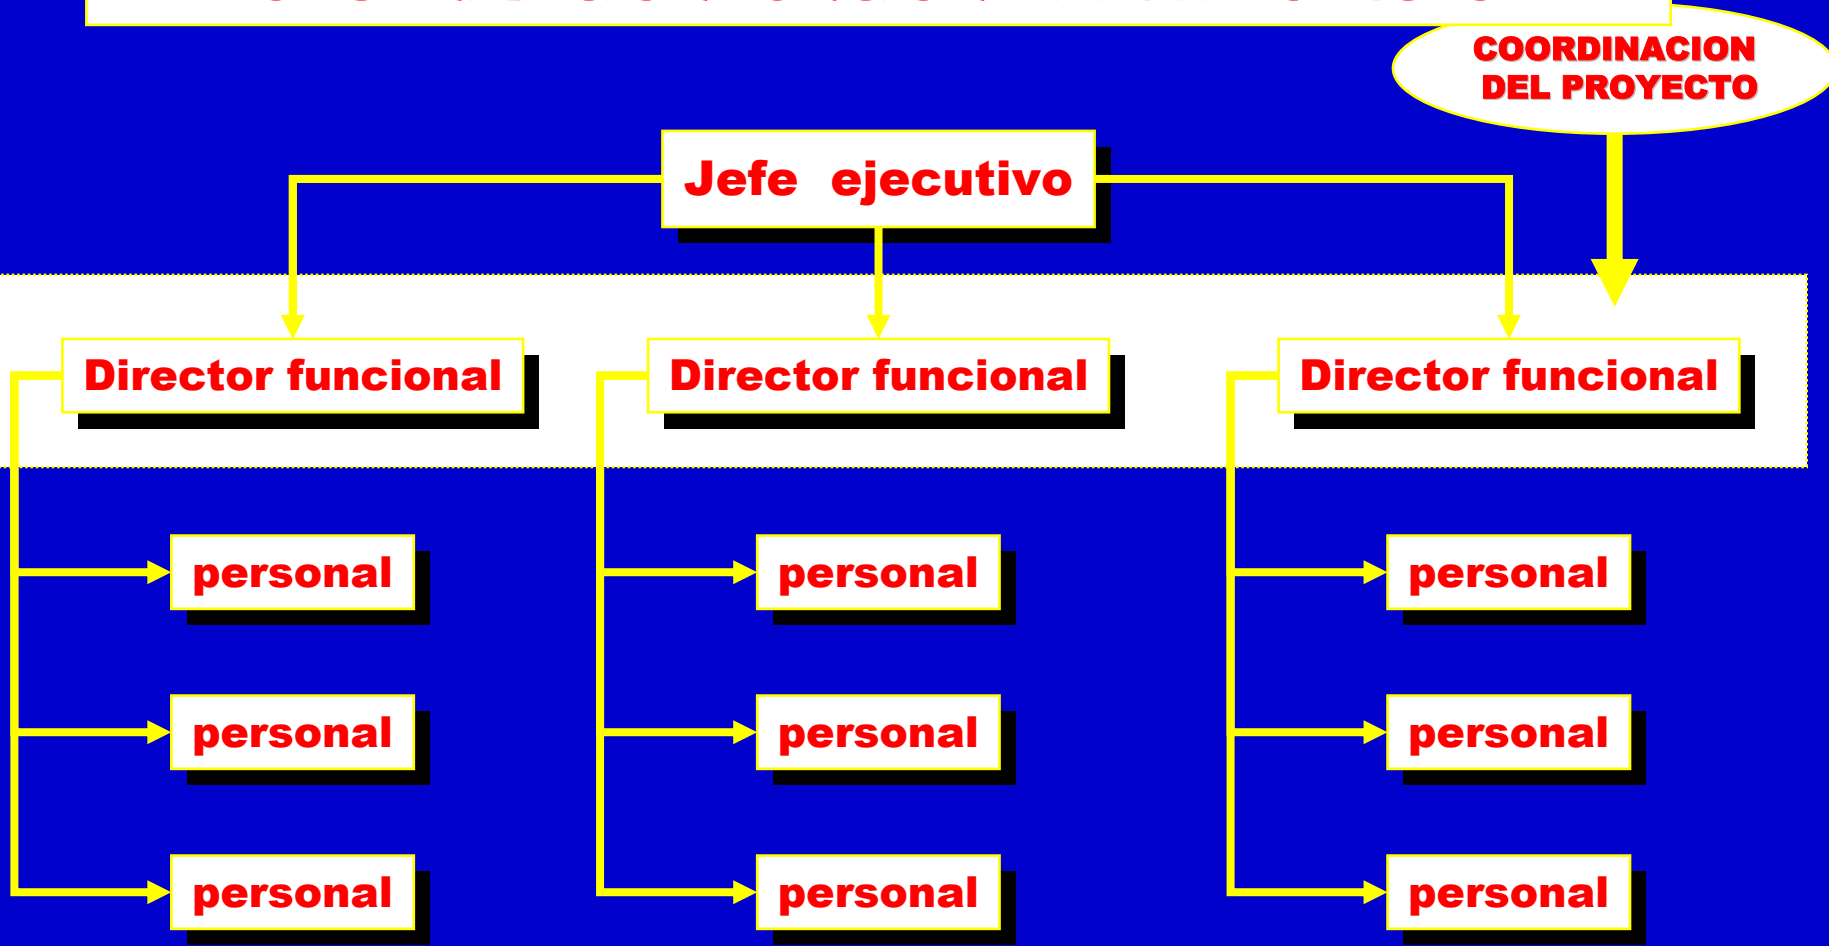 COORDINACION
DEL PROYECTO
Jefe  ejecutivo
Director funcional
Director funcional
Director funcional
personal
personal
personal
personal
personal
personal
personal
personal
personal